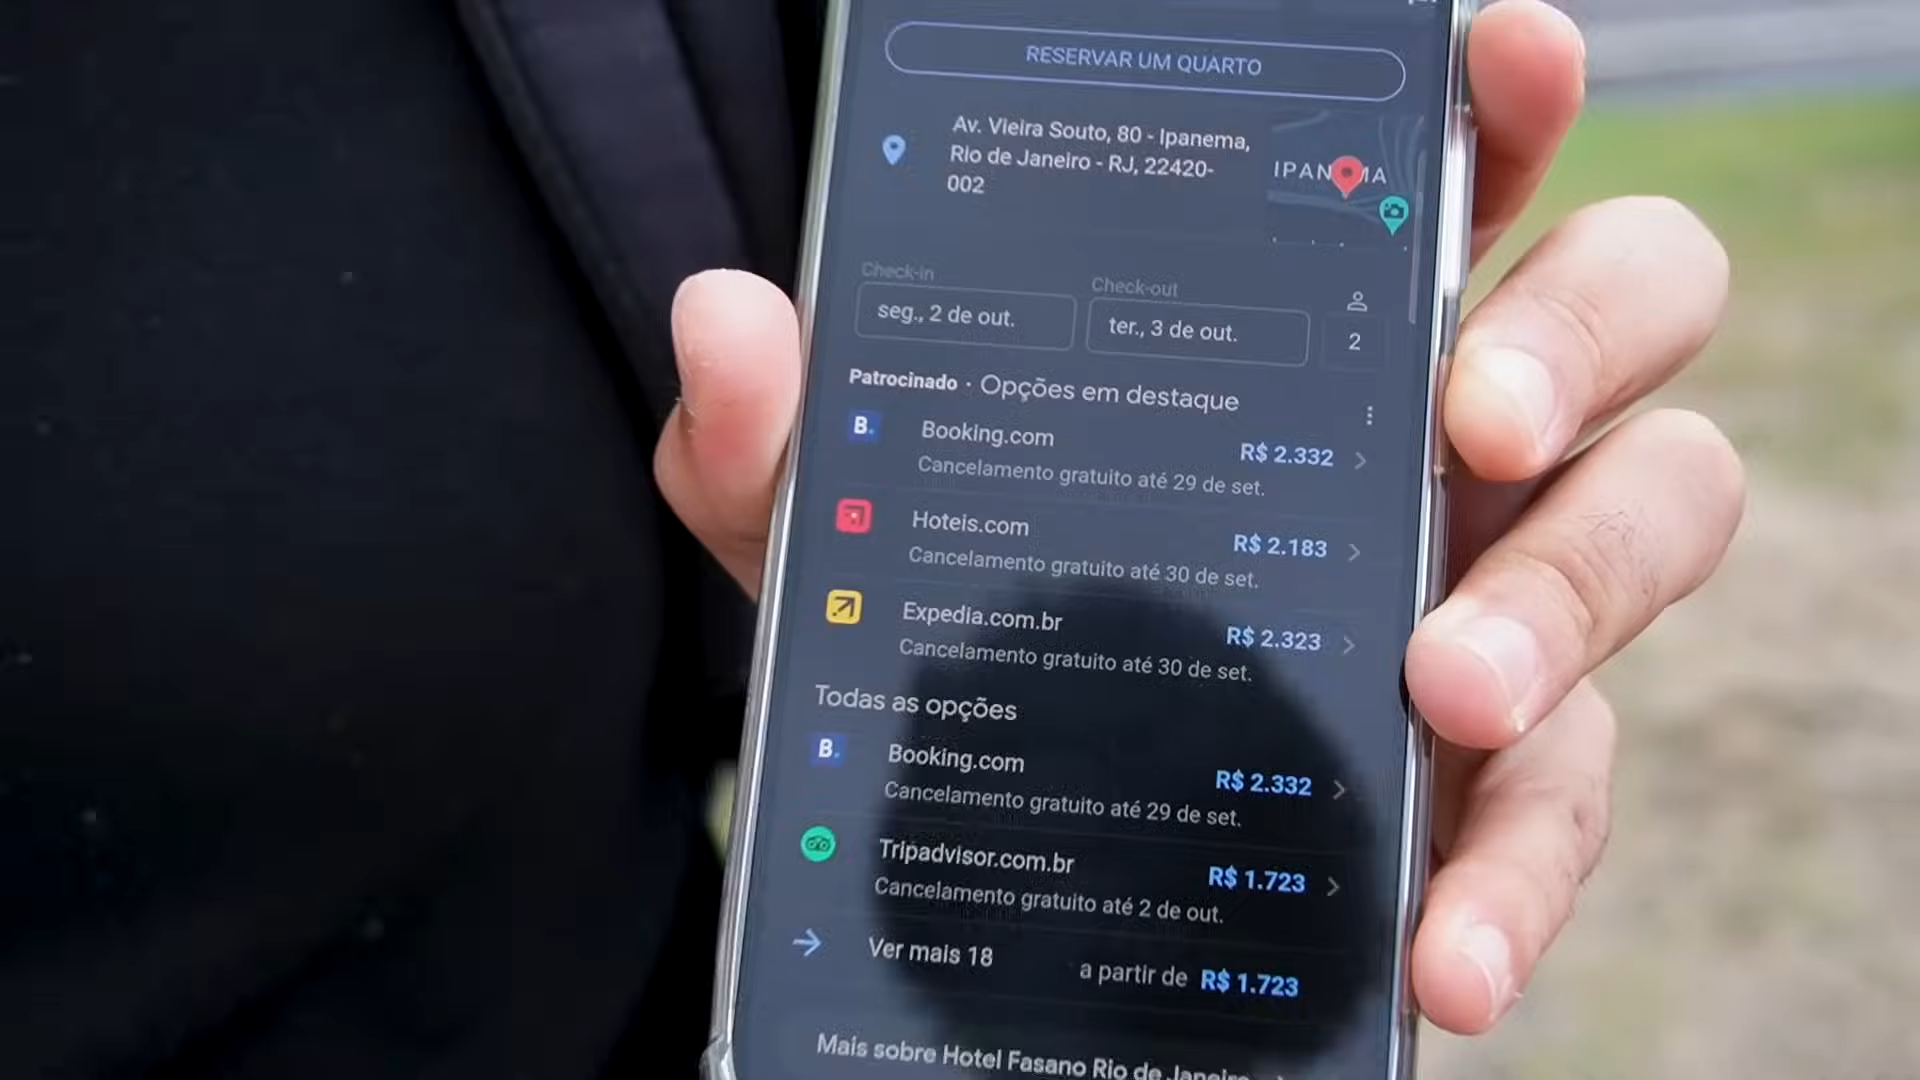 RESERVAR UM QUARTO
Av. Vieira Souto, 80 - Ipanema,
Rio de Janeiro - RJ, 22420-
002
Check-in
Check-out
seg., 2 de out.
ter., 3 de out.
2
Patrocinado · Opções em destaque
B. Booking.com
R$ 2.332
Cancelamento gratuito até 29 de set.
Hoteis.com
R$ 2.183
Cancelamento gratuito até 30 de set.
Expedia.com.br
R$ 2.323
Cancelamento gratuito até 30 de set.
Todas as opções
B. Booking.com
R$ 2.332
Cancelamento gratuito até 29 de set.
Tripadvisor.com.br
R$ 1.723
Cancelamento gratuito até 2 de out.
Ver mais 18
a partir de R$ 1.723
Mais sobre Hotel Fasano Rio de Janeiro